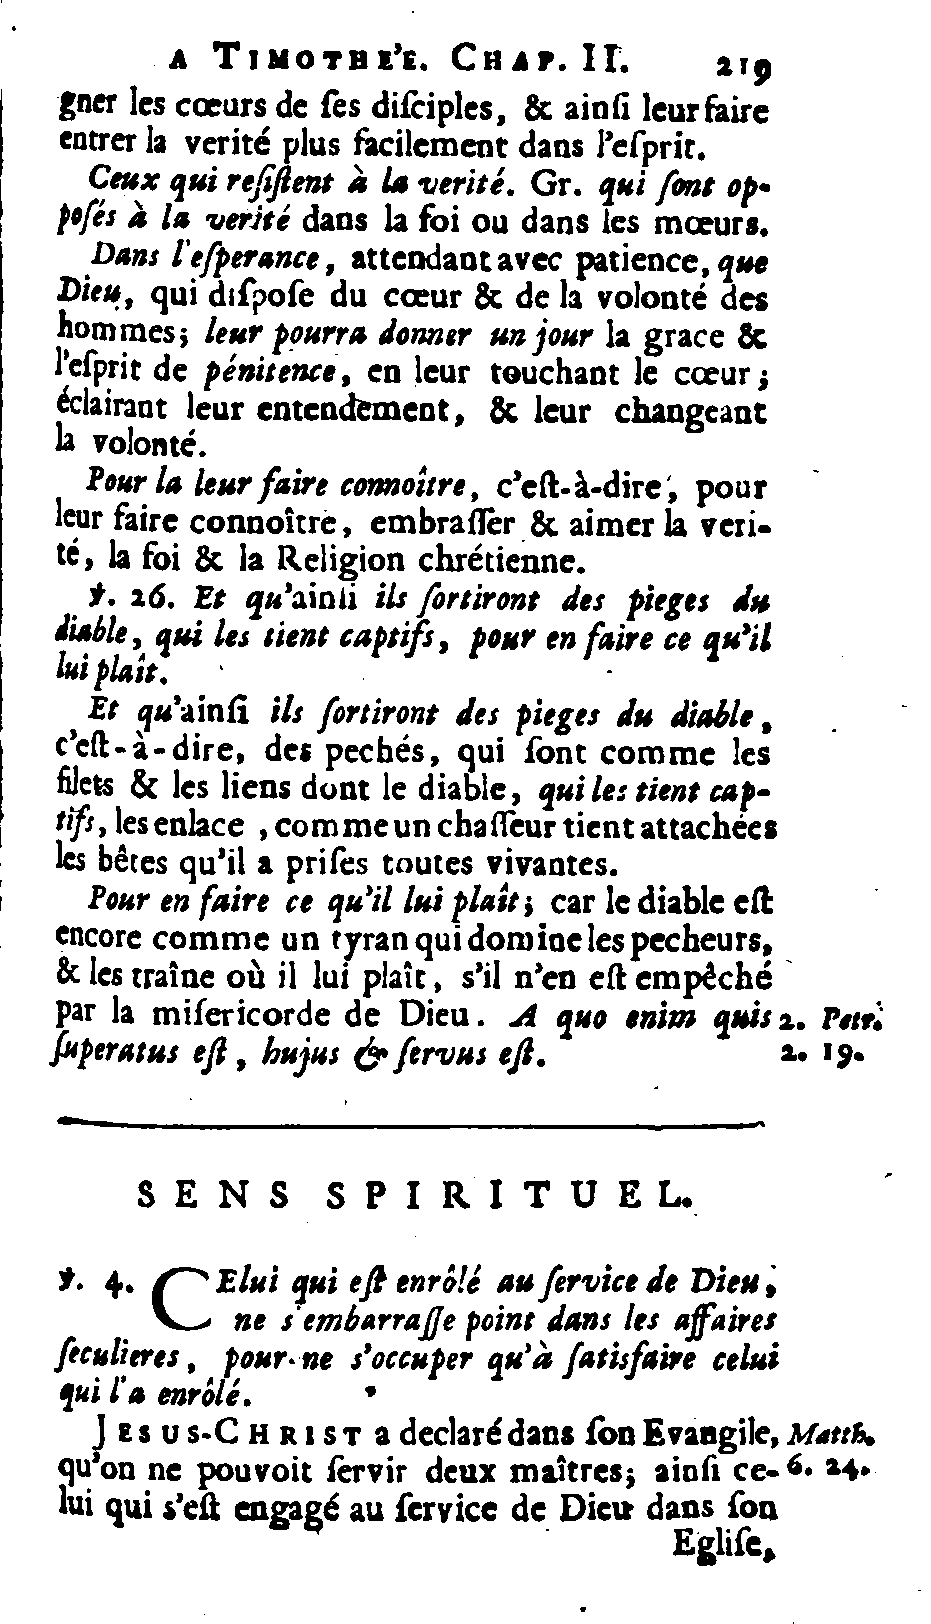 A TIMOTHE'E. CHAP. II. 219
gner les cœurs de ſes diſciples, & ainſi leur faire
entrer la verité plus facilement dans l'eſprit.
Ceux qui reſiſtent à la verité. Gr. qui ſont op-
poſés à la verité dans la foi ou dans les mœurs.
Dans l'eſperance, attendant avec patience, que
Dieu, qui diſpoſe du cœur & de la volonté des
hommes; leur pourra donner un jour la grace &
l'eſprit de pénitence, en leur touchant le cœur;
éclairant leur entendement, & leur changeant
la volonté.
Pour la leur faire connoître, c'eſt-à-dire, pour
leur faire connoître, embraſſer & aimer la veri-
té, la foi & la Religion chrétienne.
℣. 26. Et qu'ainſi ils ſortiront des pieges du
diable, qui les tient captifs, pour en faire ce qu'il
lui plaît.
Et qu'ainſi ils ſortiront des pieges du diable,
c'eſt-à-dire, des pechés, qui ſont comme les
filets & les liens dont le diable, qui les tient cap-
tifs, les enlace, comme un chaſſeur tient attachées
les bêtes qu'il a priſes toutes vivantes.
Pour en faire ce qu'il lui plaît; car le diable eſt
encore comme un tyran qui domine les pecheurs,
& les traîne où il lui plaît, s'il n'en eſt empêché
par la miſericorde de Dieu. A quo enim quis 2. Petr.
ſuperatus eſt, hujus & ſervus eſt. 2. 19.
SENS SPIRITUEL.
℣. 4. CElui qui eſt enrôlé au ſervice de Dieu,
ne s'embarraſſe point dans les affaires
ſeculieres, pour ne s'occuper qu'à ſatisfaire celui
qui l'a enrôlé.
JESUS-CHRIST a declaré dans ſon Evangile, Matth.
qu'on ne pouvoit ſervir deux maîtres; ainſi ce- 6. 24.
lui qui s'eſt engagé au ſervice de Dieu dans ſon
Egliſe,